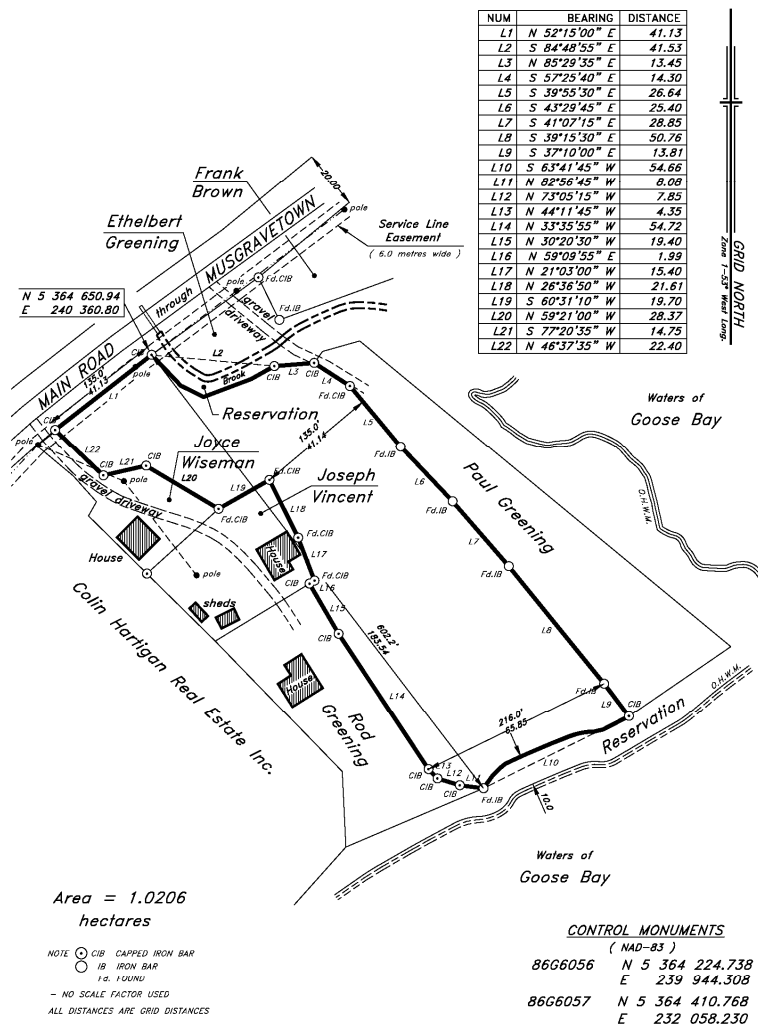 NUM BEARING DISTANCE
L1 N 52°15'00" E 41.13
L2 S 84°48'55" E 41.53
L3 N 85°29'35" E 13.45
L4 S 57°25'40" E 14.30
L5 S 39°55'30" E 26.64
L6 S 43°29'45" E 25.40
L7 S 41°07'15" E 28.85
L8 S 39°15'30" E 50.76
L9 S 37°10'00" E 13.81
L10 S 63°41'45" W 54.66
L11 N 82°56'45" W 8.08
L12 N 73°05'15" W 7.85
L13 N 44°11'45" W 4.35
L14 N 33°35'55" W 54.72
L15 N 30°20'30" W 19.40
L16 N 59°09'55" E 1.99
L17 N 21°03'00" W 15.40
L18 N 26°36'50" W 21.61
L19 S 60°31'10" W 19.70
L20 N 59°21'00" W 28.37
L21 S 77°20'35" W 14.75
L22 N 46°37'35" W 22.40
GRID NORTH
Zone 1-53° West Long.
Frank
Brown
20.00
pole
Ethelbert
Greening
Service Line
Easement
( 6.0 metres wide )
MAIN ROAD
through
MUSGRAVETOWN
N 5 364 650.94
E 240 360.80
pole
Fd.CIB
Fd.IB
gravel
driveway
CIB
pole
135.0'
41.13
L1
L2
Brook
CIB
L3
CIB
L4
Fd.CIB
Reservation
Waters of
Goose Bay
O.H.W.M.
CIB
pole
L22
CIB
L21
CIB
pole
L20
Joyce
Wiseman
L19
Fd.CIB
Fd.CIB
135.0'
41.14
L5
Fd.IB
Joseph
Vincent
L18
Fd.CIB
House
L17
Fd.CIB
CIB
L16
L15
CIB
gravel driveway
House
pole
sheds
L6
Fd.IB
Paul Greening
L7
Fd.IB
L8
602.2'
183.54
Colin Hartigan Real Estate Inc.
House
Rod
Greening
L14
Fd.IB
L9
CIB
216.0'
65.85
Reservation
O.H.W.M.
L13
CIB
L12
CIB
L11
Fd.IB
L10
10.0
Waters of
Goose Bay
Area = 1.0206
hectares
NOTE CIB CAPPED IRON BAR
IB IRON BAR
Fd. FOUND
- NO SCALE FACTOR USED
ALL DISTANCES ARE GRID DISTANCES
CONTROL MONUMENTS
( NAD-83 )
86G6056 N 5 364 224.738
E 239 944.308
86G6057 N 5 364 410.768
E 232 058.230